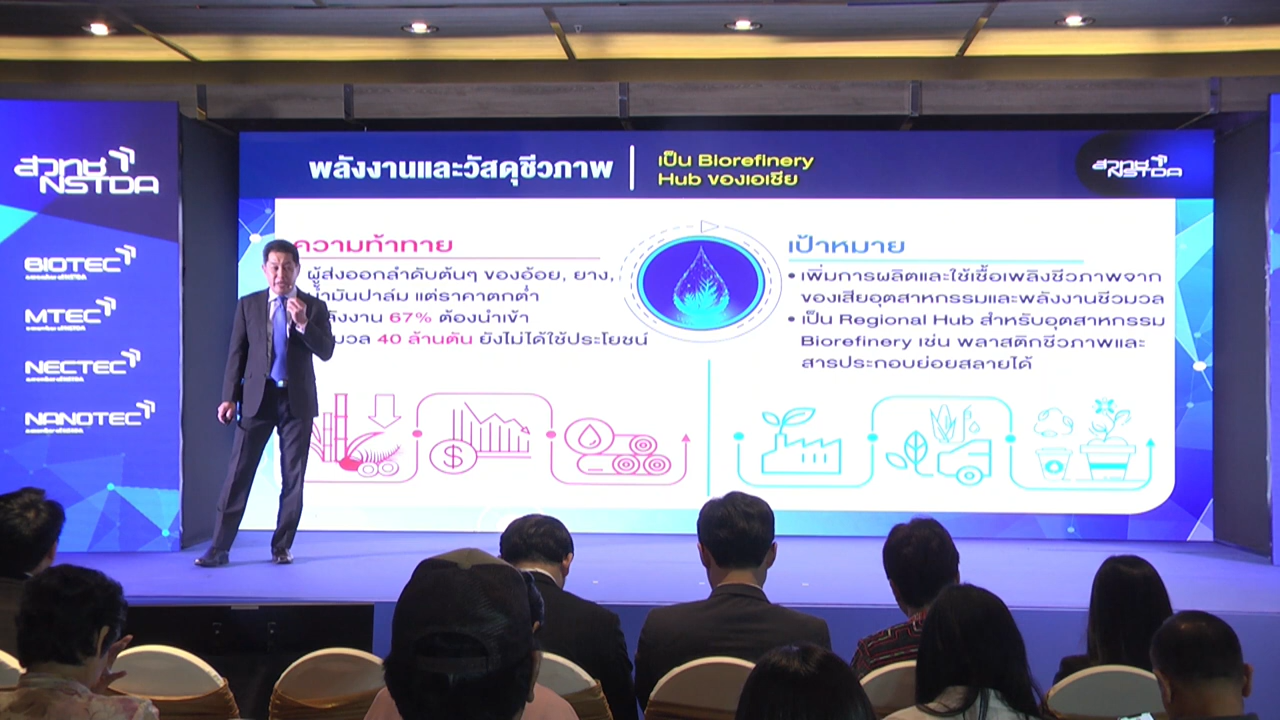 สวทช
NSTDA
BIOTEC
MTEC
NECTEC
NANOTEC
พลังงานและวัสดุชีวภาพ
เป็น Biorefinery
Hub ของเอเชีย
สวทช
NSTDA
ความท้าทาย
ผู้ส่งออกลำดับต้นๆ ของอ้อย, ยาง,
น้ำมันปาล์ม แต่ราคาตกต่ำ
67% ต้องนำเข้า
40 ล้านตัน ยังไม่ได้ใช้ประโยชน์
$
เป้าหมาย
• เพิ่มการผลิตและใช้เชื้อเพลิงชีวภาพจาก
ของเสียอุตสาหกรรมและพลังงานชีวมวล
• เป็น Regional Hub สำหรับอุตสาหกรรม
Biorefinery เช่น พลาสติกชีวภาพและ
สารประกอบย่อยสลายได้